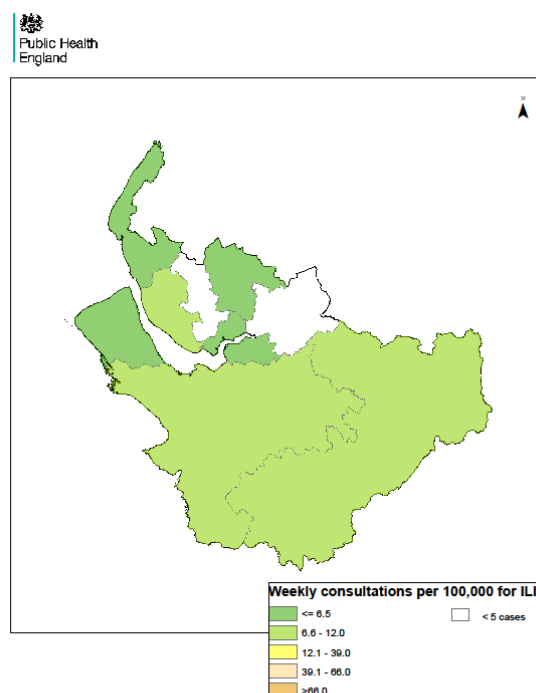 Public Health
England
N
Weekly consultations per 100,000 for ILI
<= 6.5
< 5 cases
6.6 - 12.0
12.1 - 39.0
39.1 - 66.0
>66.0